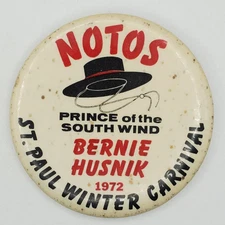 NOTOS
PRINCE of the
SOUTH WIND
BERNIE
HUSNIK
1972
ST. PAUL WINTER CARNIVAL